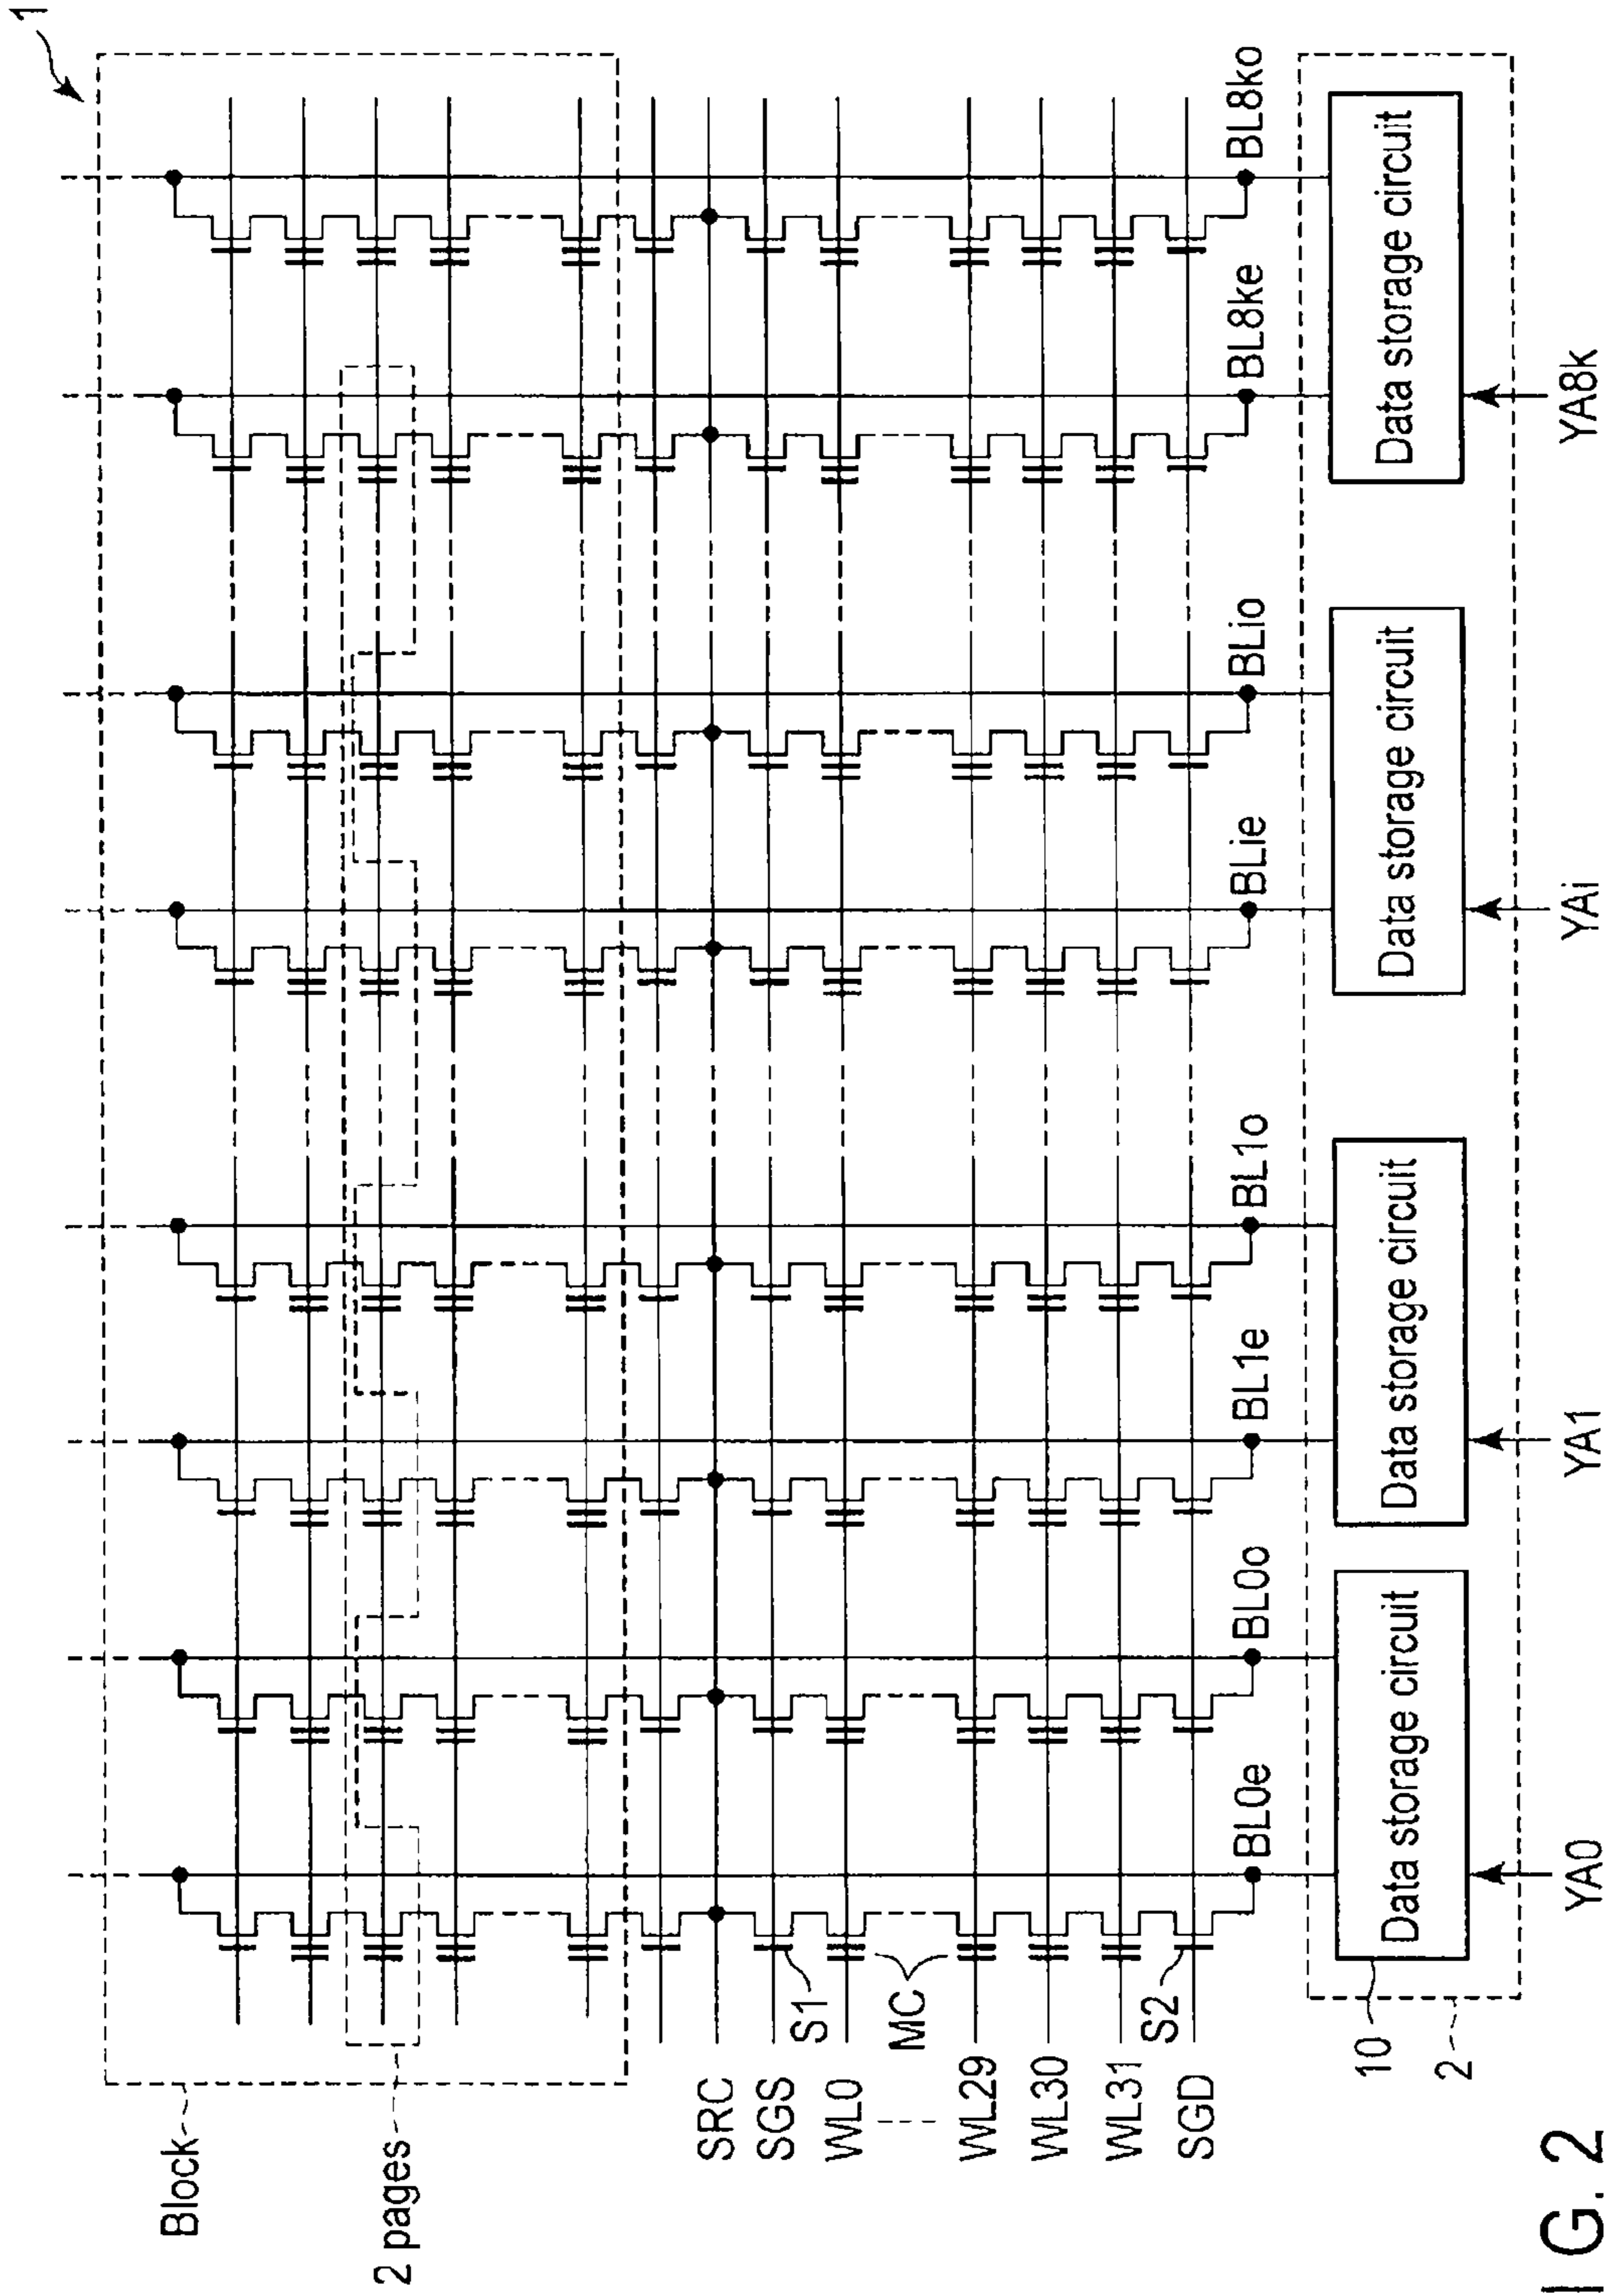 1
Block
2 pages
SRC
SGS
S1
WL0
MC
WL29
WL30
WL31
S2
SGD
BL0e
BL0o
BL1e
BL1o
BLie
BLio
BL8ke
BL8ko
10
Data storage circuit
Data storage circuit
Data storage circuit
Data storage circuit
2
YA0
YA1
YAi
YA8k
I G. 2